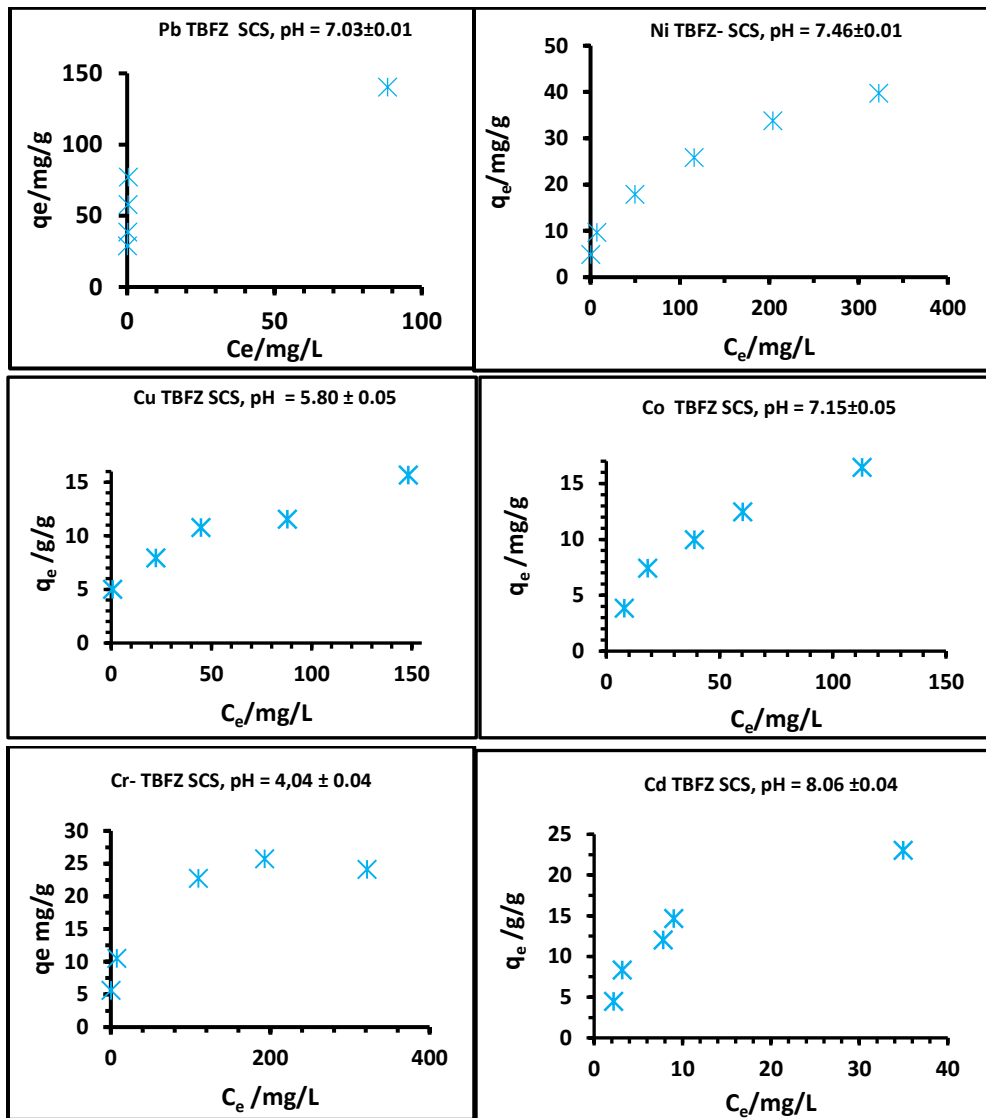 Pb TBFZ SCS, pH = 7.03±0.01
150
100
50
0
qe/mg/g
0 50 100
Ce/mg/L
Ni TBFZ- SCS, pH = 7.46±0.01
50
40
30
20
10
0
qe/mg/g
0 100 200 300 400
Ce/mg/L
Cu TBFZ SCS, pH = 5.80 ± 0.05
15
10
5
0
qe /g/g
0 50 100 150
Ce/mg/L
Co TBFZ SCS, pH = 7.15±0.05
15
10
5
0
qe /mg/g
0 50 100 150
Ce/mg/L
Cr- TBFZ SCS, pH = 4,04 ± 0.04
30
25
20
15
10
5
0
qe mg/g
0 200 400
Ce /mg/L
Cd TBFZ SCS, pH = 8.06 ±0.04
25
20
15
10
5
0
qe /g/g
0 10 20 30 40
Ce/mg/L